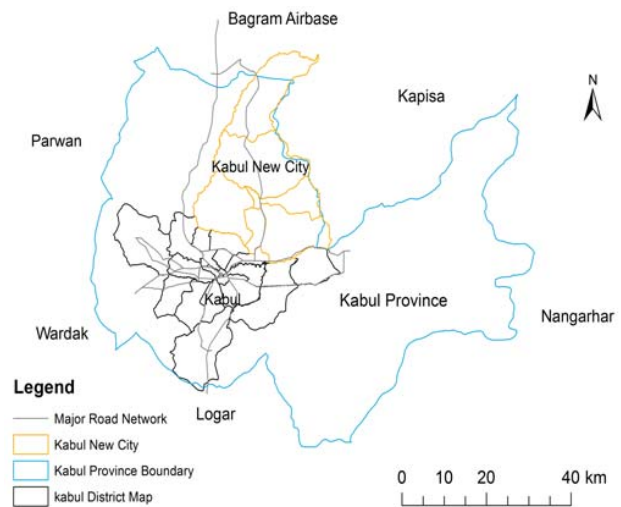 Bagram Airbase
N
Kapisa
Parwan
Kabul New City
Kabul
Kabul Province
Nangarhar
Wardak
Logar
Legend
Major Road Network
Kabul New City
Kabul Province Boundary
kabul District Map
0 10 20 40 km